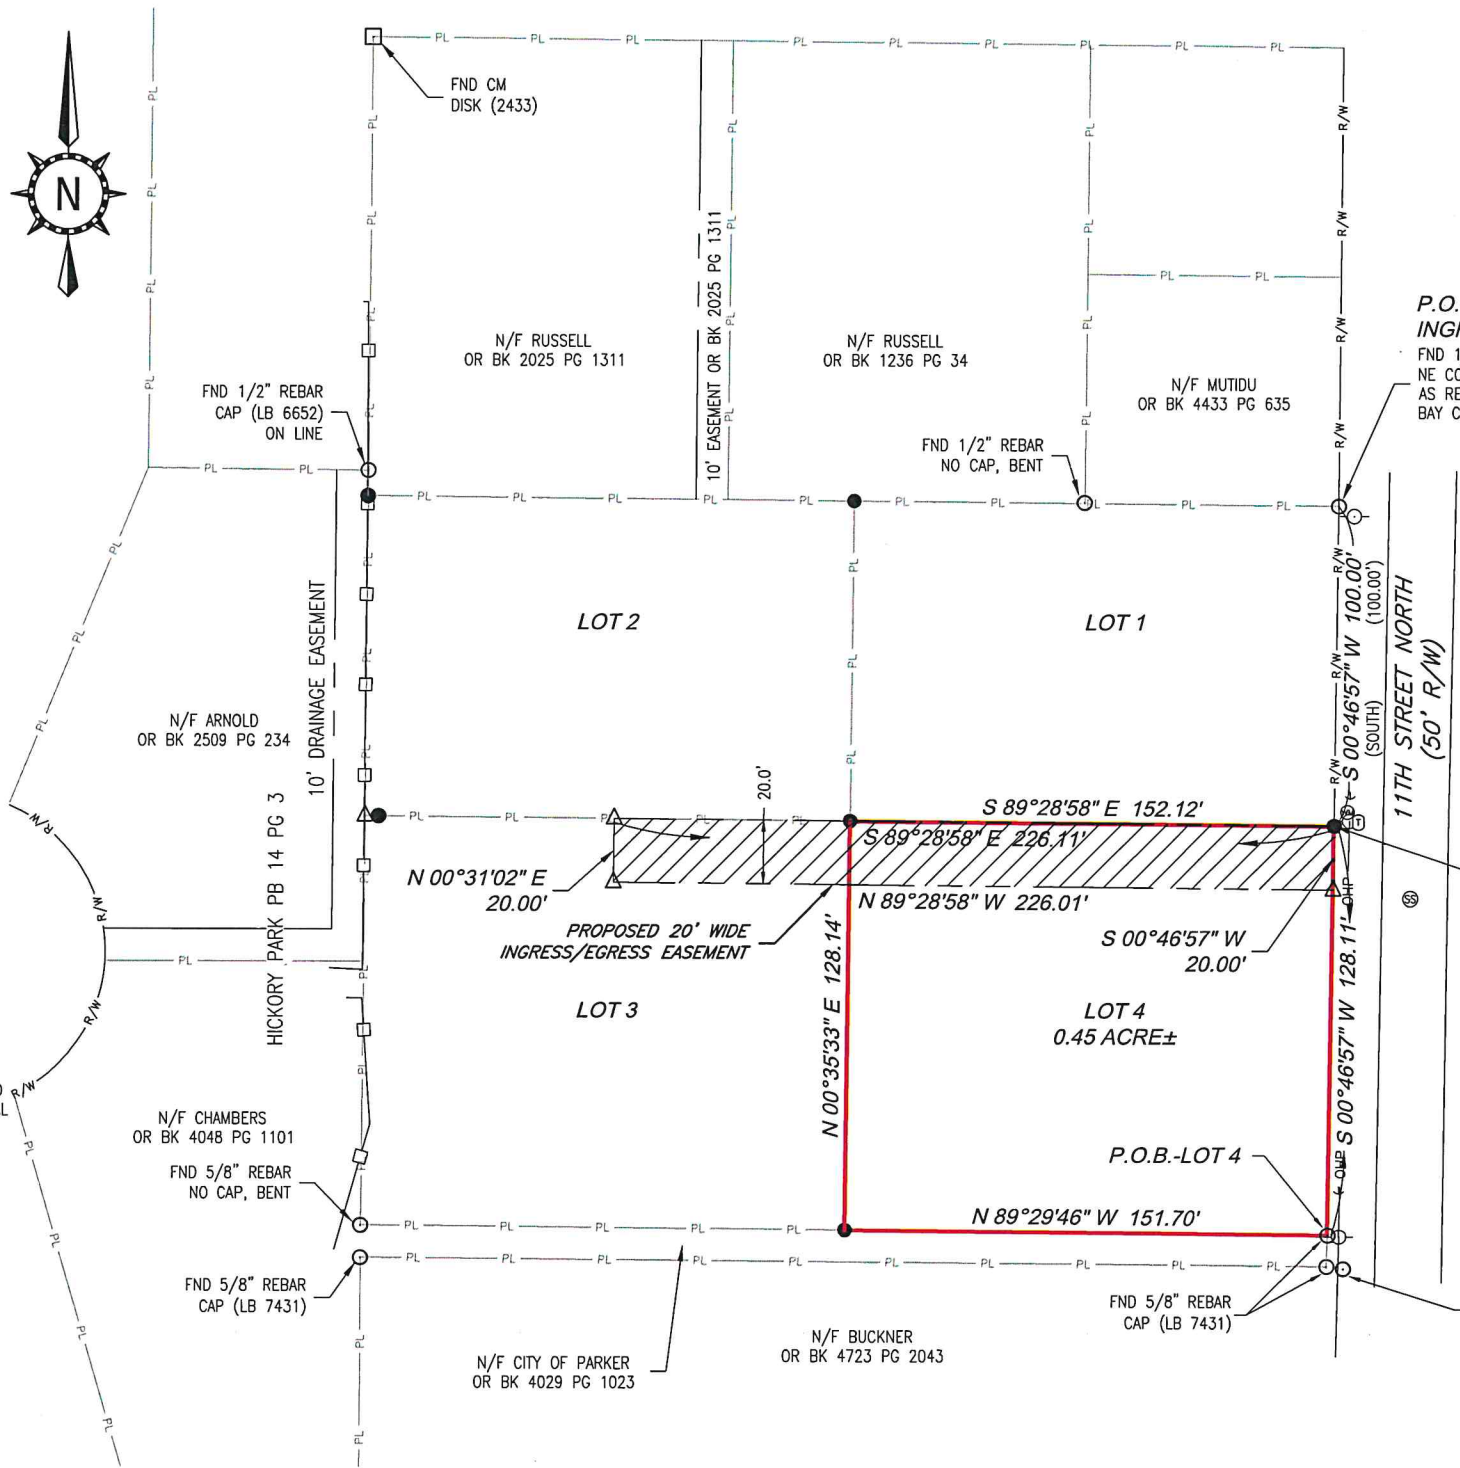 N
FND CM
DISK (2433)
10' EASEMENT OR BK 2025 PG 1311
N/F RUSSELL
OR BK 2025 PG 1311
N/F RUSSELL
OR BK 1236 PG 34
N/F MUTIDU
OR BK 4433 PG 635
P.O.
FND 1
NE CO
AS RE
BAY C
FND 1/2" REBAR
CAP (LB 6652)
ON LINE
FND 1/2" REBAR
NO CAP, BENT
LOT 2
LOT 1
S 00°46'57" W 100.00'
(SOUTH) (100.00')
11TH STREET NORTH
(50' R/W)
10' DRAINAGE EASEMENT
N/F ARNOLD
OR BK 2509 PG 234
HICKORY PARK PB 14 PG 3
20.0'
S 89°28'58" E 152.12'
S 89°28'58" E 226.11'
N 00°31'02" E
20.00'
N 89°28'58" W 226.01'
PROPOSED 20' WIDE
INGRESS/EGRESS EASEMENT
S 00°46'57" W
20.00'
OHP
SS
N 00°35'33" E 128.14'
S 00°46'57" W 128.11'
LOT 3
LOT 4
0.45 ACRE±
N/F CHAMBERS
OR BK 4048 PG 1101
FND 5/8" REBAR
NO CAP, BENT
P.O.B.-LOT 4
OHP
N 89°29'46" W 151.70'
FND 5/8" REBAR
CAP (LB 7431)
FND 5/8" REBAR
CAP (LB 7431)
N/F CITY OF PARKER
OR BK 4029 PG 1023
N/F BUCKNER
OR BK 4723 PG 2043
PL
R/W